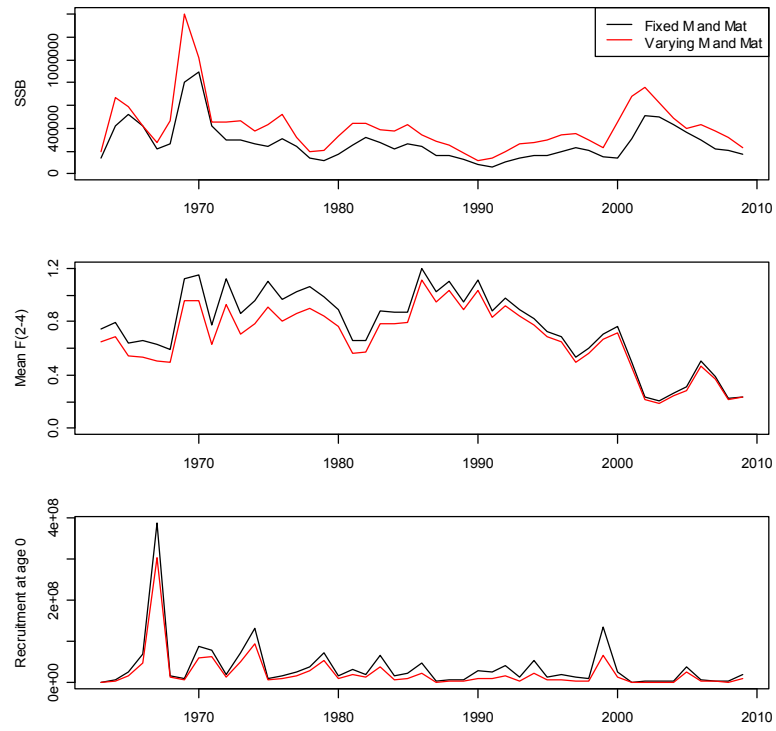 Fixed M and Mat
Varying M and Mat
SSB
1000000
400000
0
1970
1980
1990
2000
2010
Mean F(2-4)
1.2
0.8
0.4
0.0
1970
1980
1990
2000
2010
Recruitment at age 0
4e+08
2e+08
0e+00
1970
1980
1990
2000
2010